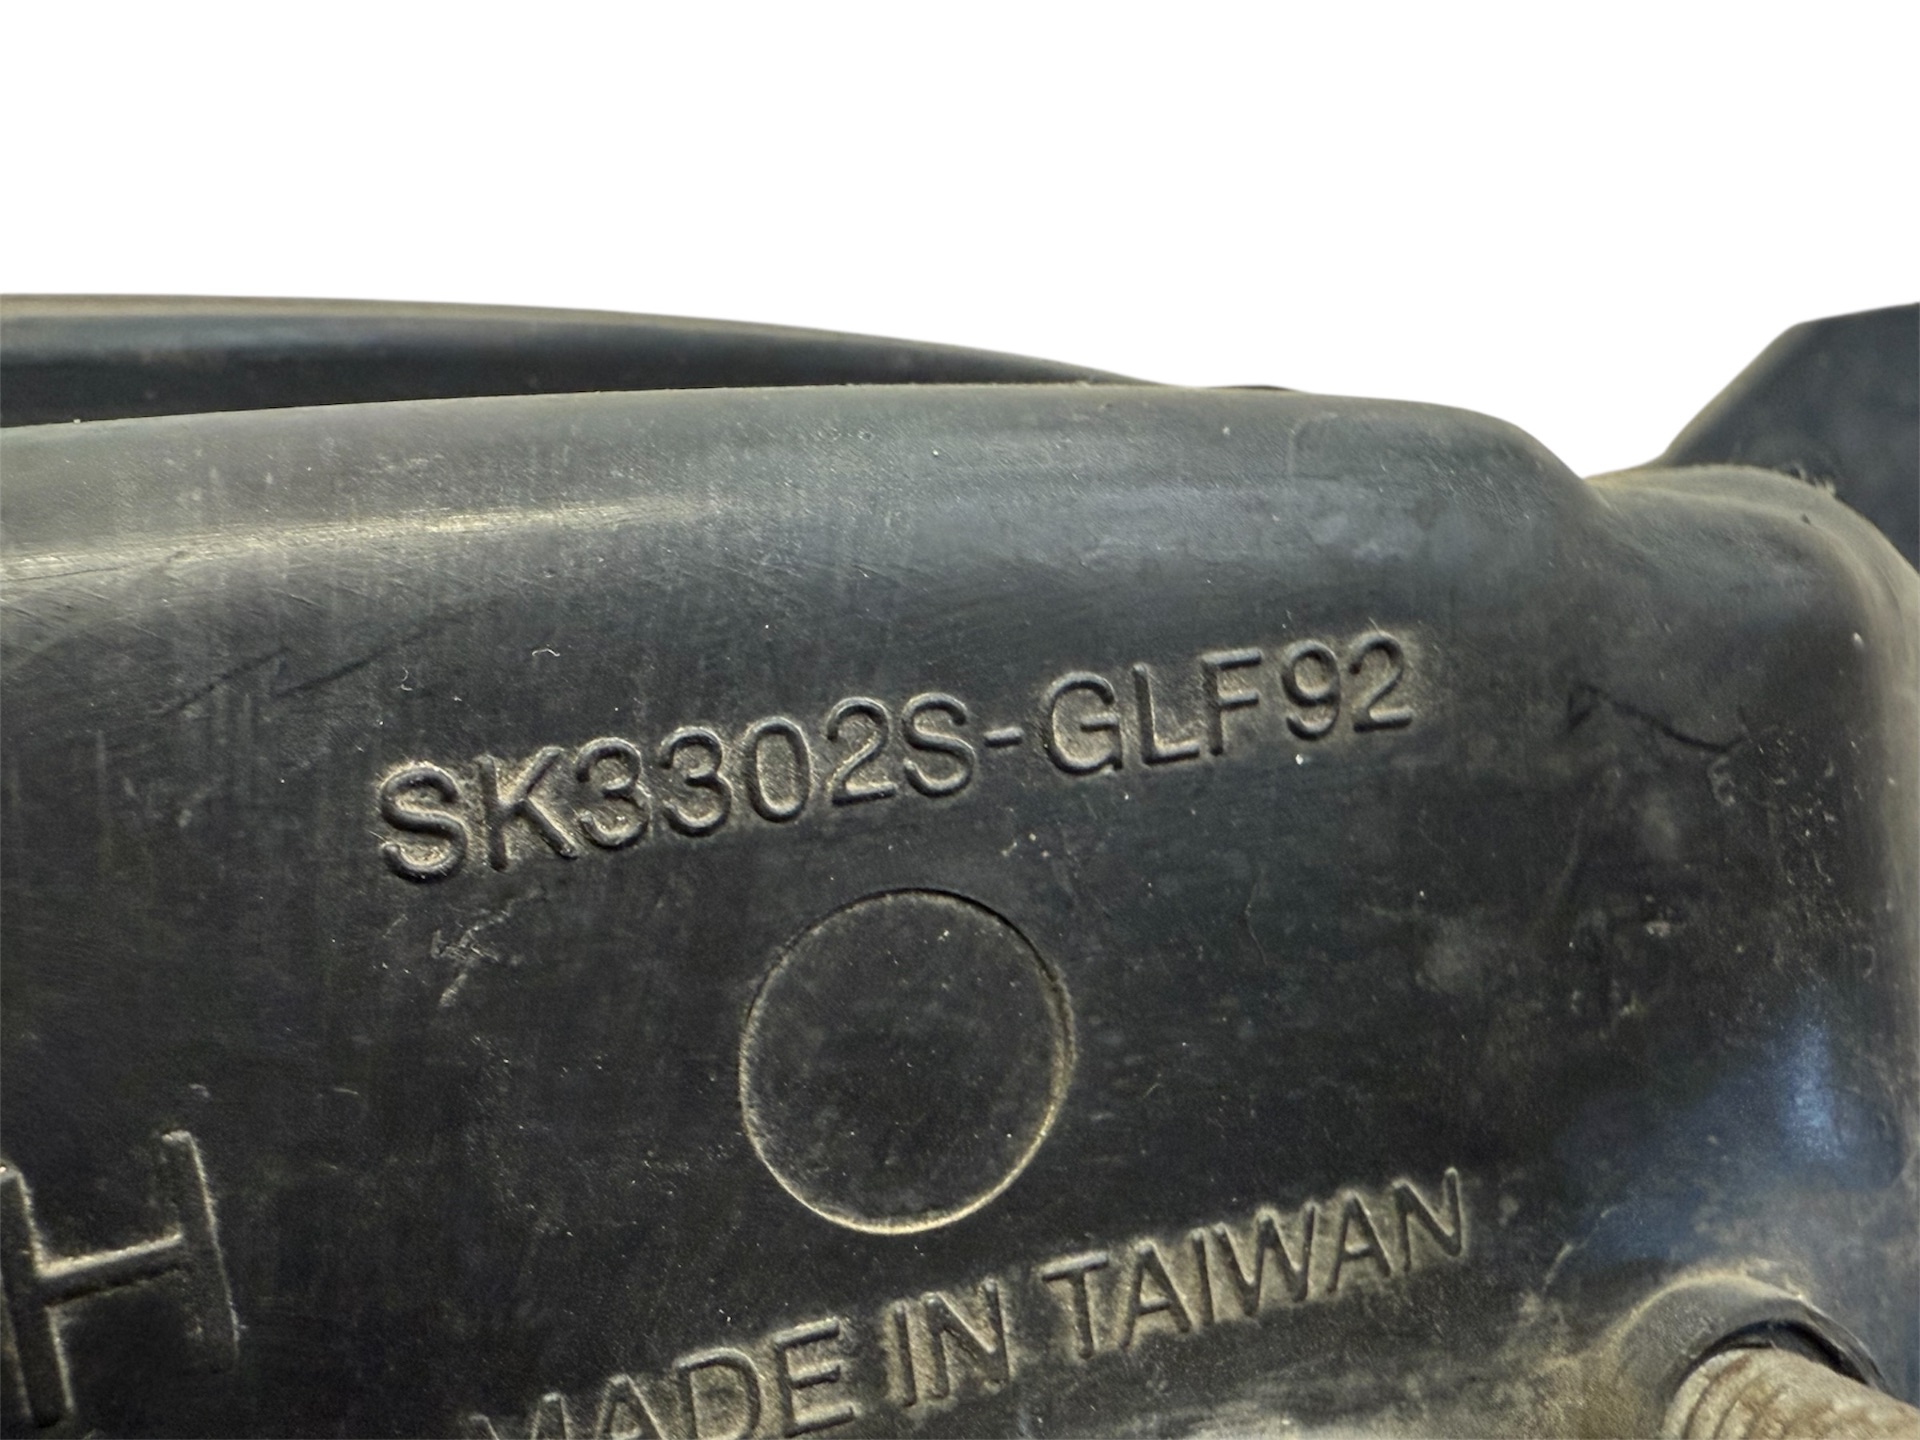 SK3302S-GLF92
H
MADE IN TAIWAN